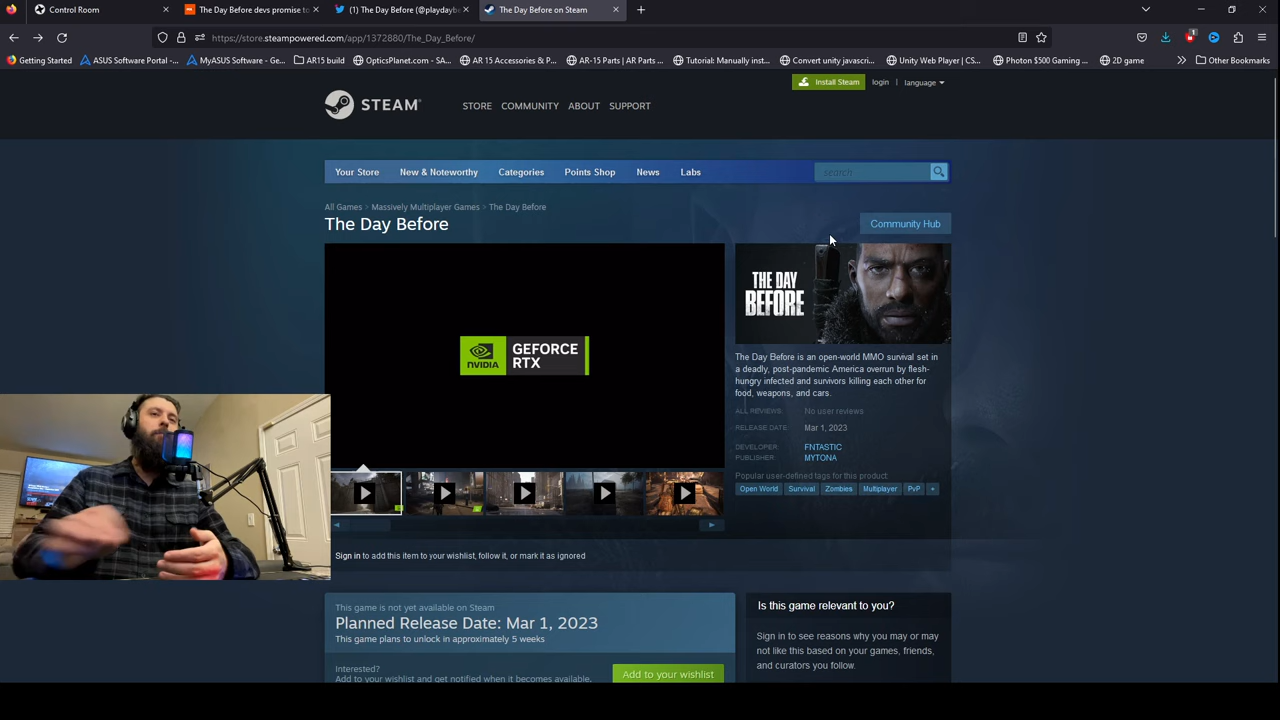 Control Room
The Day Before devs promise to
(1) The Day Before (@playdaybe
The Day Before on Steam
https://store.steampowered.com/app/1372880/The_Day_Before/
1
Getting Started
ASUS Software Portal -...
MyASUS Software - Ge...
AR15 build
OpticsPlanet.com - SA...
AR 15 Accessories & P...
AR-15 Parts | AR Parts ...
Tutorial: Manually inst...
Convert unity javascri...
Unity Web Player | CS...
Photon $500 Gaming ...
2D game
Other Bookmarks
Install Steam
login
language
STEAM
STORE
COMMUNITY
ABOUT
SUPPORT
Your Store
New & Noteworthy
Categories
Points Shop
News
Labs
search
All Games > Massively Multiplayer Games > The Day Before
The Day Before
Community Hub
NVIDIA
GEFORCE
RTX
THE DAY
BEFORE
The Day Before is an open-world MMO survival set in
a deadly, post-pandemic America overrun by flesh-
hungry infected and survivors killing each other for
food, weapons, and cars.
ALL REVIEWS: No user reviews
RELEASE DATE: Mar 1, 2023
DEVELOPER: FNTASTIC
PUBLISHER: MYTONA
Popular user-defined tags for this product:
Open World
Survival
Zombies
Multiplayer
PvP
+
Sign in to add this item to your wishlist, follow it, or mark it as ignored
This game is not yet available on Steam
Planned Release Date: Mar 1, 2023
This game plans to unlock in approximately 5 weeks
Interested?
Add to your wishlist and get notified when it becomes available.
Add to your wishlist
Is this game relevant to you?
Sign in to see reasons why you may or may
not like this based on your games, friends,
and curators you follow.